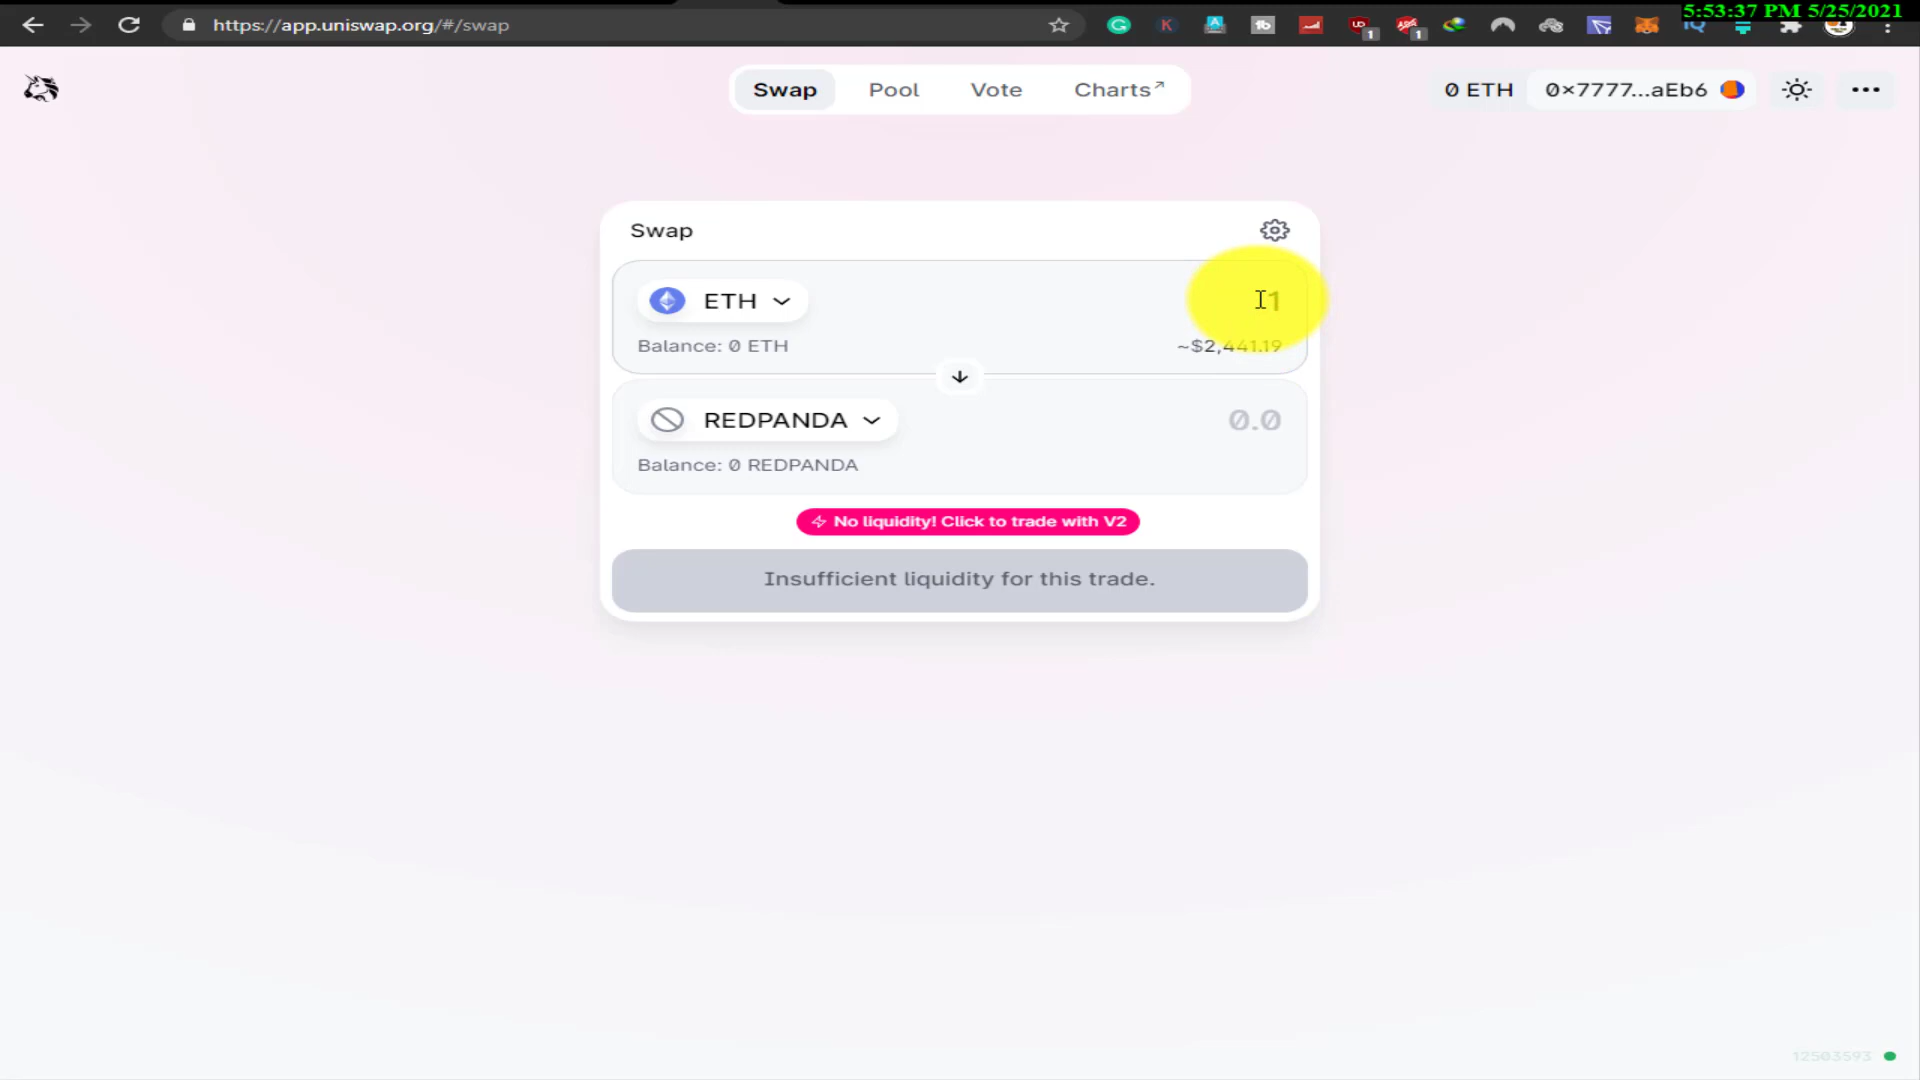 5:53:37 PM 5/25/2021
https://app.uniswap.org/#/swap
Swap Pool Vote Charts↗ 0 ETH 0x7777...aEb6
Swap
ETH 1
Balance: 0 ETH ~$2,441.19
REDPANDA 0.0
Balance: 0 REDPANDA
No liquidity! Click to trade with V2
Insufficient liquidity for this trade.
12503593